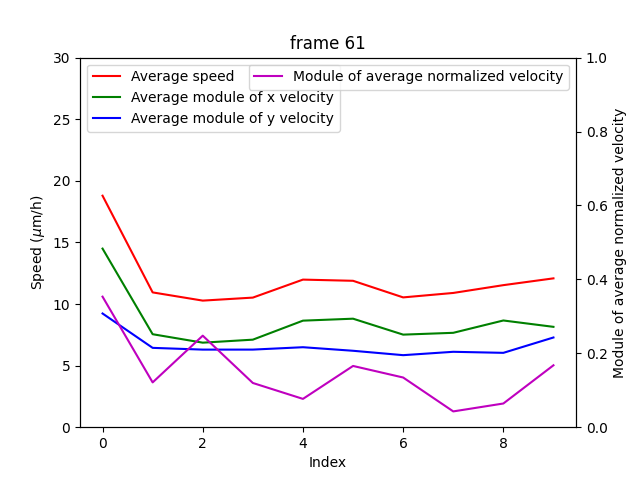 frame 61
Average speed
Average module of x velocity
Average module of y velocity
Module of average normalized velocity
30
25
20
15
10
5
0
Speed (μm/h)
1.0
0.8
0.6
0.4
0.2
0.0
Module of average normalized velocity
0 2 4 6 8
Index